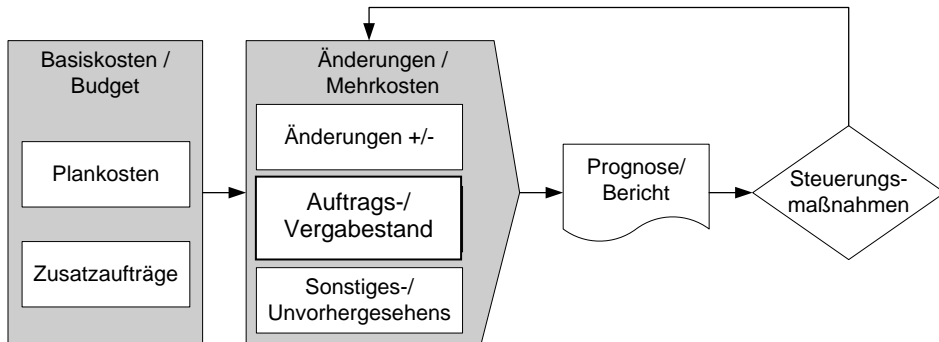 Basiskosten /
Budget
Plankosten
Zusatzaufträge
Änderungen /
Mehrkosten
Änderungen +/-
Auftrags-/
Vergabestand
Sonstiges-/
Unvorhergesehens
Prognose/
Bericht
Steuerungs-
maßnahmen